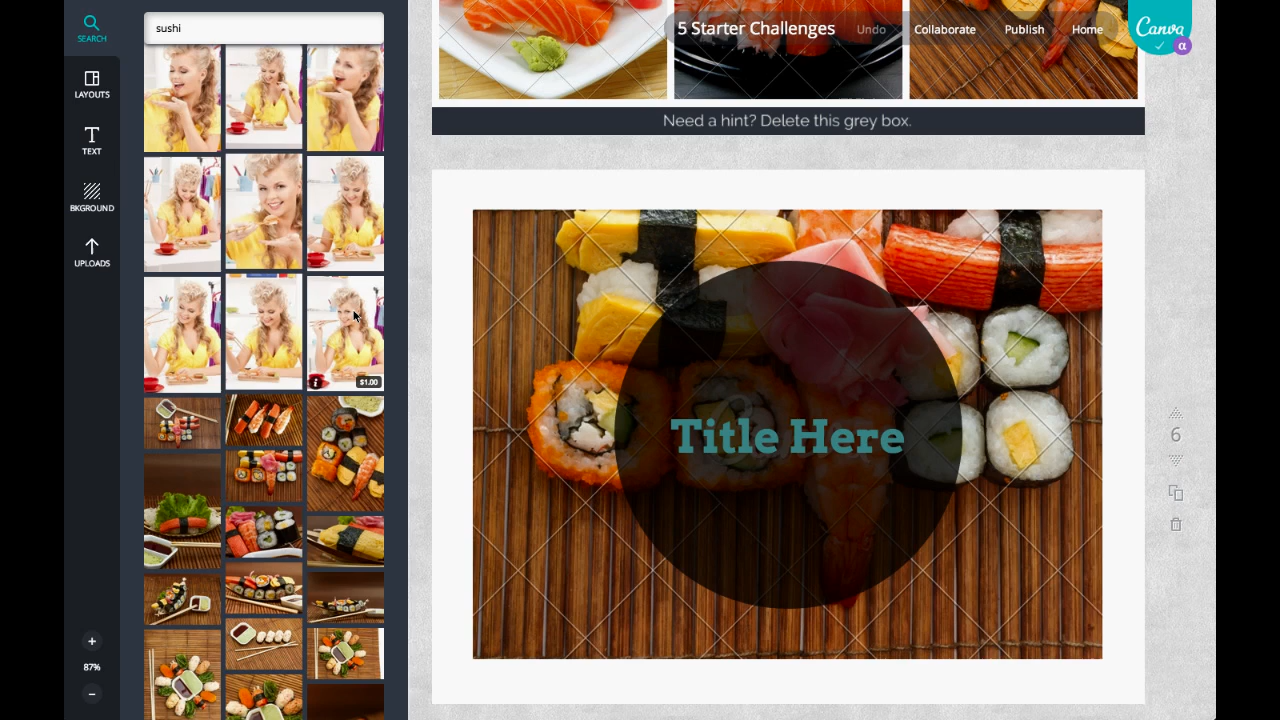 SEARCH
sushi
LAYOUTS
TEXT
BKGROUND
UPLOADS
87%
i
$1.00
5 Starter Challenges
Undo
Collaborate
Publish
Home
Canva
α
Need a hint? Delete this grey box.
Title Here
6